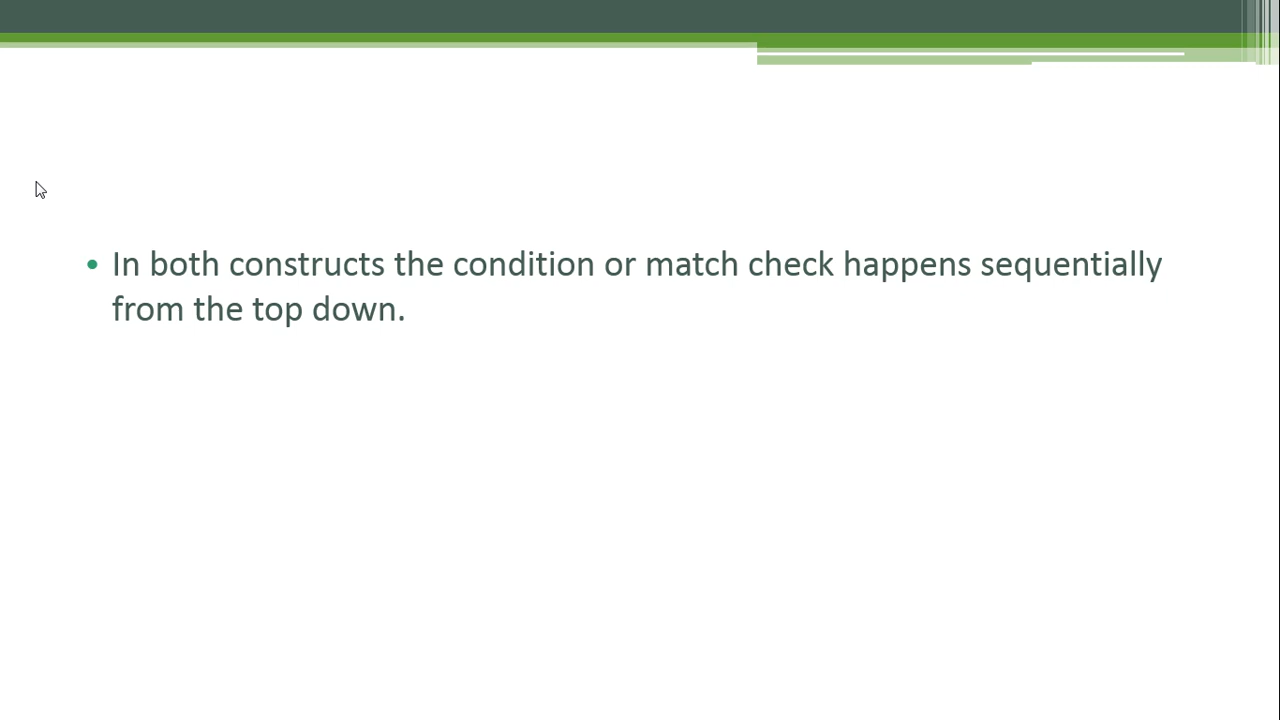 • In both constructs the condition or match check happens sequentially
from the top down.